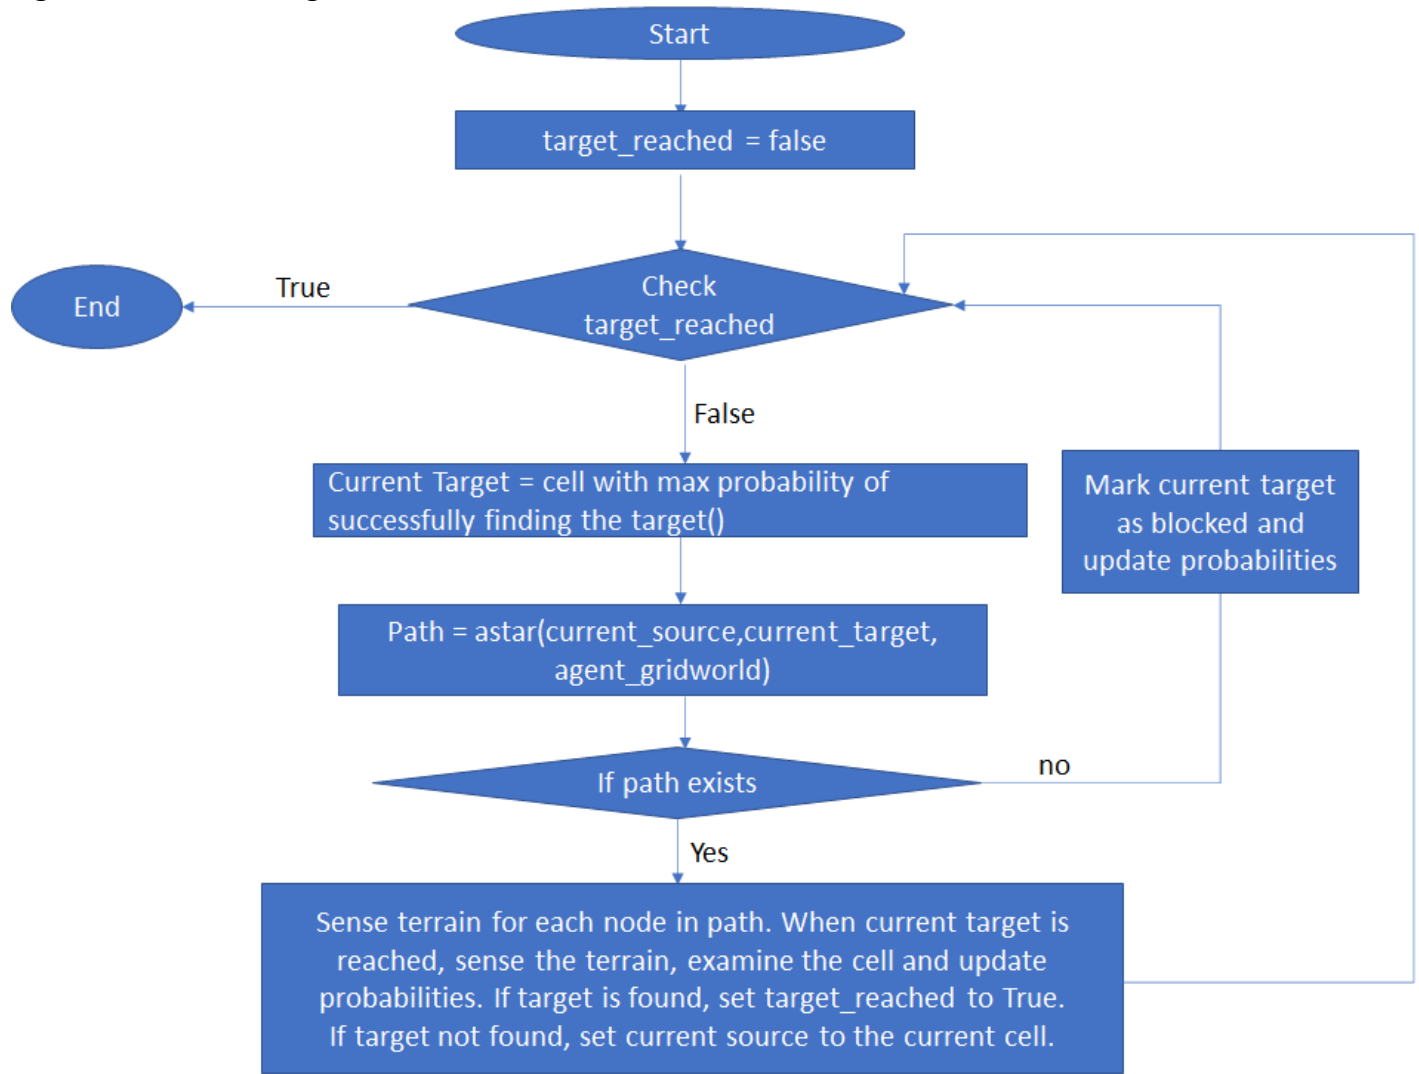 Start
target_reached = false
Check
target_reached
True
End
False
Current Target = cell with max probability of
successfully finding the target()
Mark current target
as blocked and
update probabilities
Path = astar(current_source,current_target,
agent_gridworld)
If path exists
no
Yes
Sense terrain for each node in path. When current target is
reached, sense the terrain, examine the cell and update
probabilities. If target is found, set target_reached to True.
If target not found, set current source to the current cell.